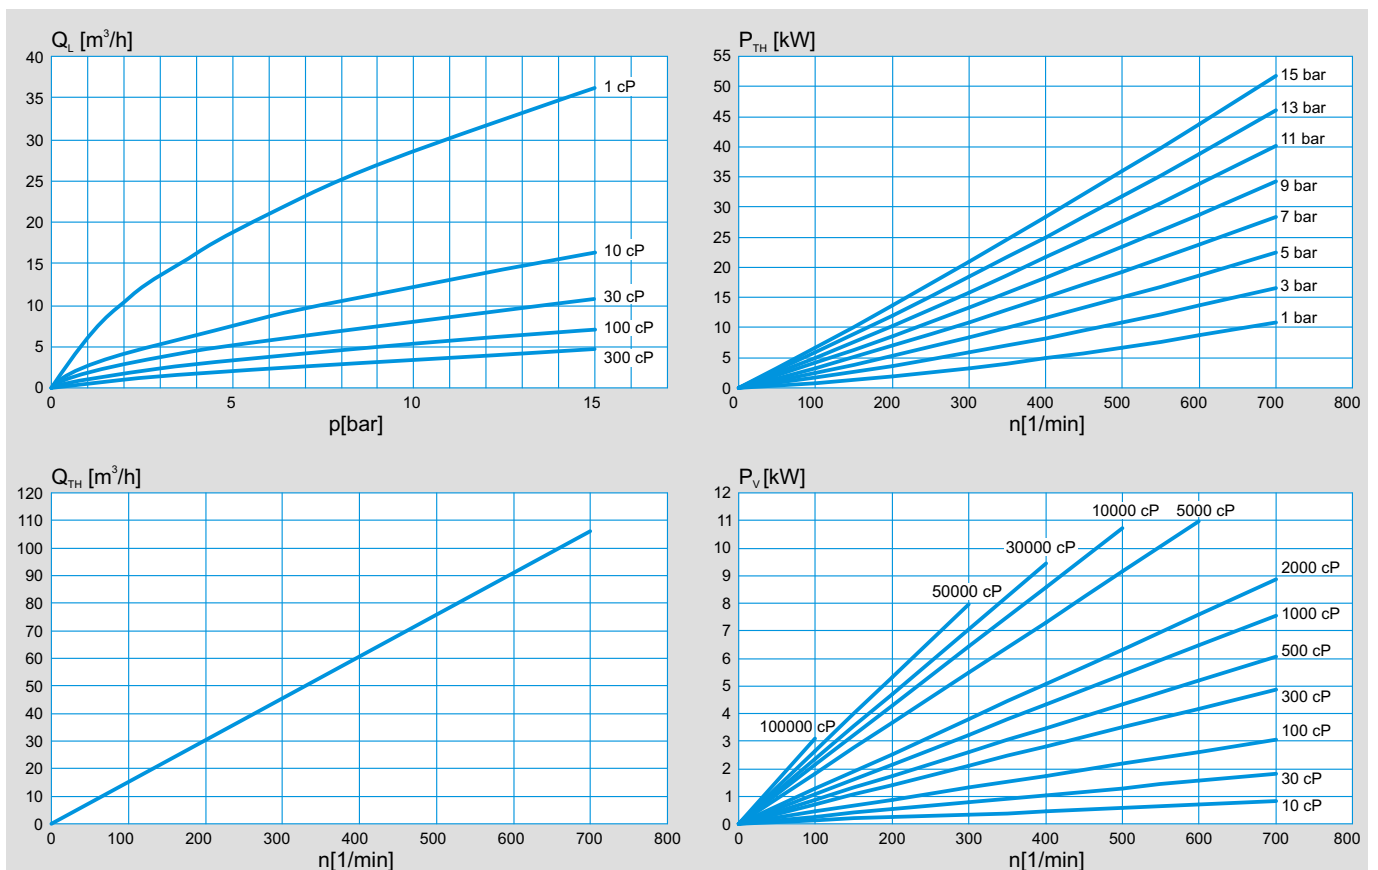 Q_L [m³/h]
40
35
30
25
20
15
10
5
0
1 cP
10 cP
30 cP
100 cP
300 cP
0 5 10 15
p[bar]
P_TH [kW]
55
50
45
40
35
30
25
20
15
10
5
0
15 bar
13 bar
11 bar
9 bar
7 bar
5 bar
3 bar
1 bar
0 100 200 300 400 500 600 700 800
n[1/min]
Q_TH [m³/h]
120
110
100
90
80
70
60
50
40
30
20
10
0
0 100 200 300 400 500 600 700 800
n[1/min]
P_V [kW]
12
11
10
9
8
7
6
5
4
3
2
1
0
10000 cP 5000 cP
30000 cP
50000 cP
100000 cP
2000 cP
1000 cP
500 cP
300 cP
100 cP
30 cP
10 cP
0 100 200 300 400 500 600 700 800
n[1/min]